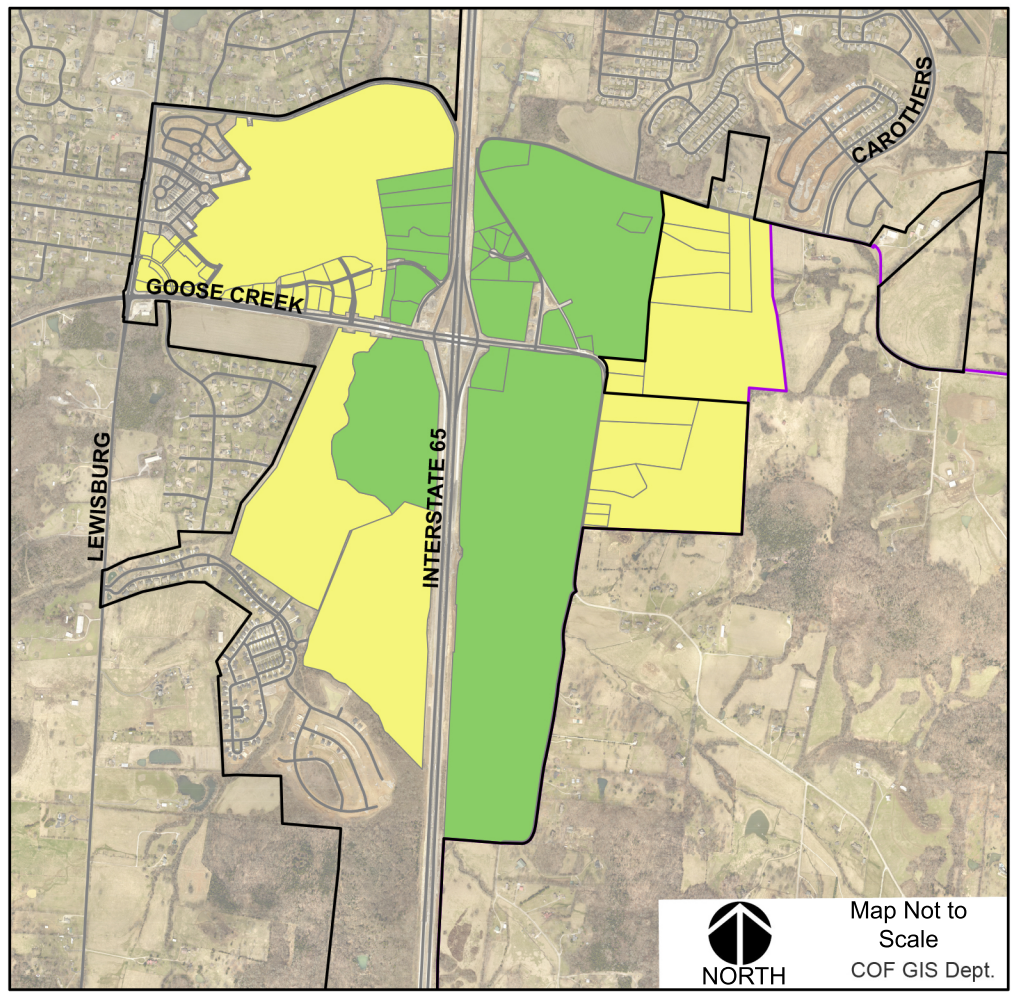 CAROTHERS
GOOSE CREEK
LEWISBURG
INTERSTATE 65
NORTH
Map Not to
Scale
COF GIS Dept.